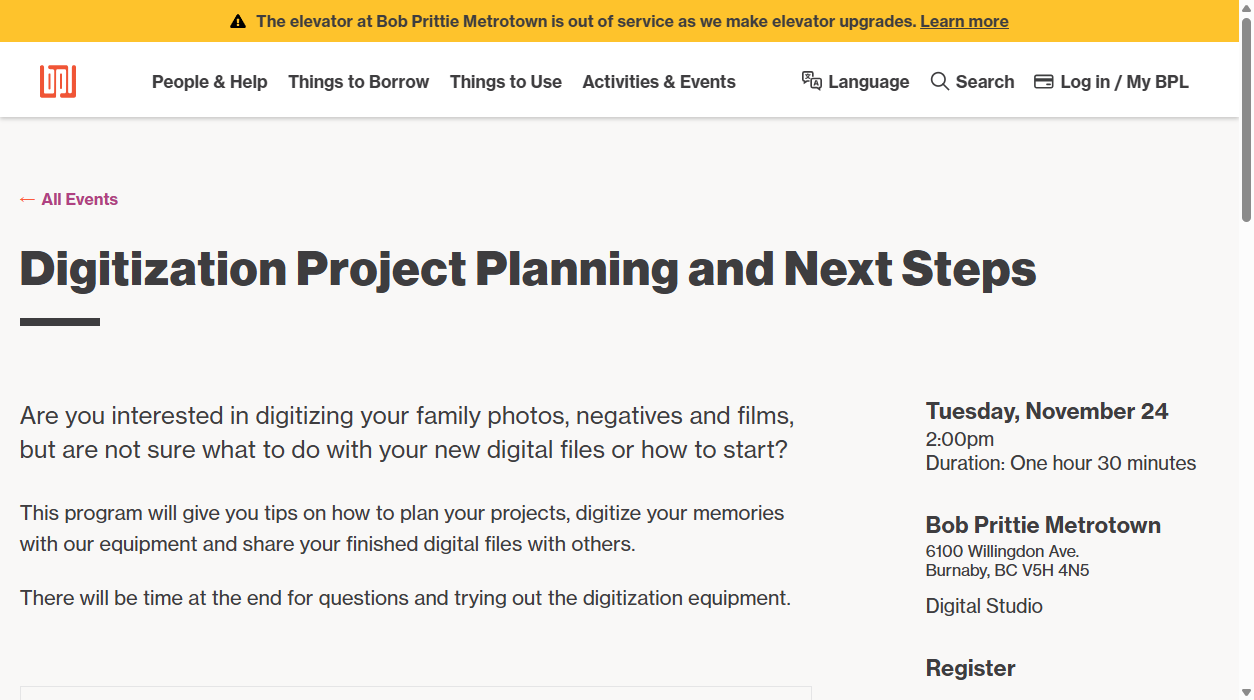 The elevator at Bob Prittie Metrotown is out of service as we make elevator upgrades. Learn more
People & Help Things to Borrow Things to Use Activities & Events Language Search Log in / My BPL
← All Events
Digitization Project Planning and Next Steps
Are you interested in digitizing your family photos, negatives and films,
but are not sure what to do with your new digital files or how to start?
This program will give you tips on how to plan your projects, digitize your memories
with our equipment and share your finished digital files with others.
There will be time at the end for questions and trying out the digitization equipment.
Tuesday, November 24
2:00pm
Duration: One hour 30 minutes
Bob Prittie Metrotown
6100 Willingdon Ave.
Burnaby, BC V5H 4N5
Digital Studio
Register